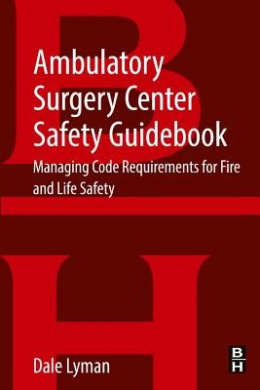 Ambulatory
Surgery Center
Safety Guidebook
Managing Code Requirements for Fire
and Life Safety
Dale Lyman
B
H